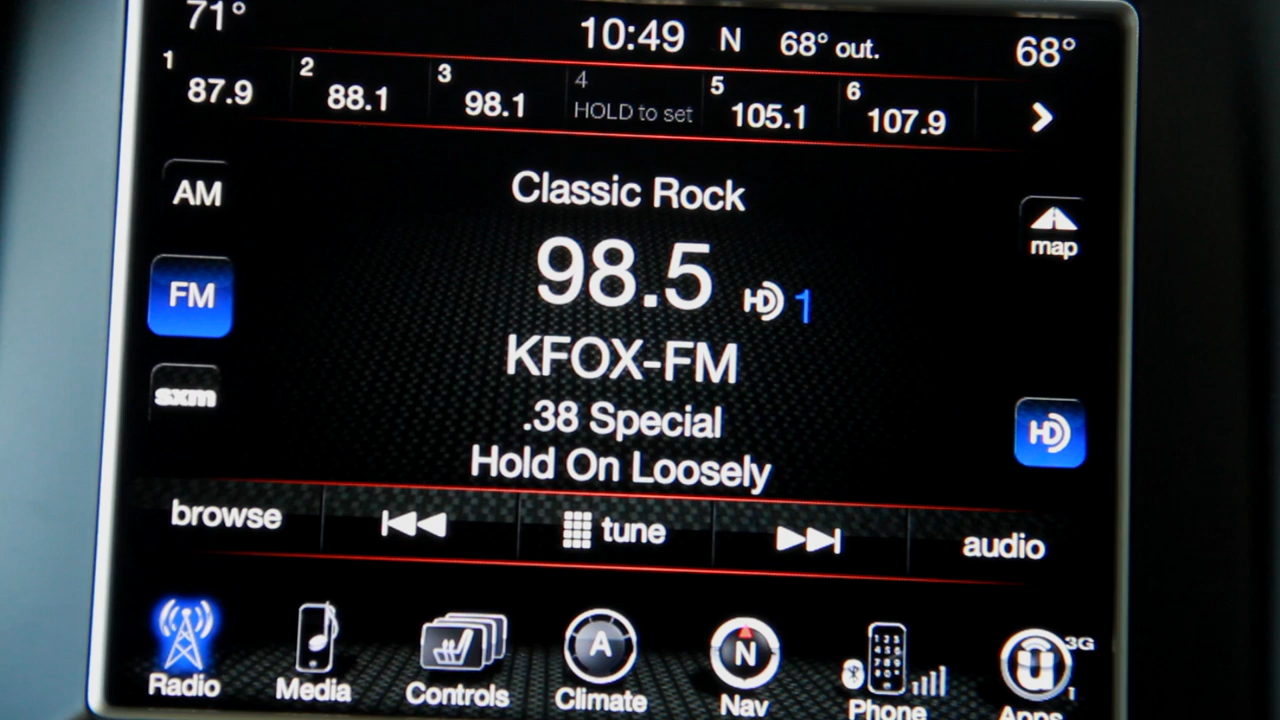 71° 10:49 N 68° out. 68°
1 87.9 2 88.1 3 98.1 4 HOLD to set 5 105.1 6 107.9
AM
Classic Rock
map
98.5 HD 1
FM
KFOX-FM
sxm
.38 Special
HD
Hold On Loosely
browse tune audio
A N 3G
u
1
Radio Media Controls Climate Nav Phone Apps